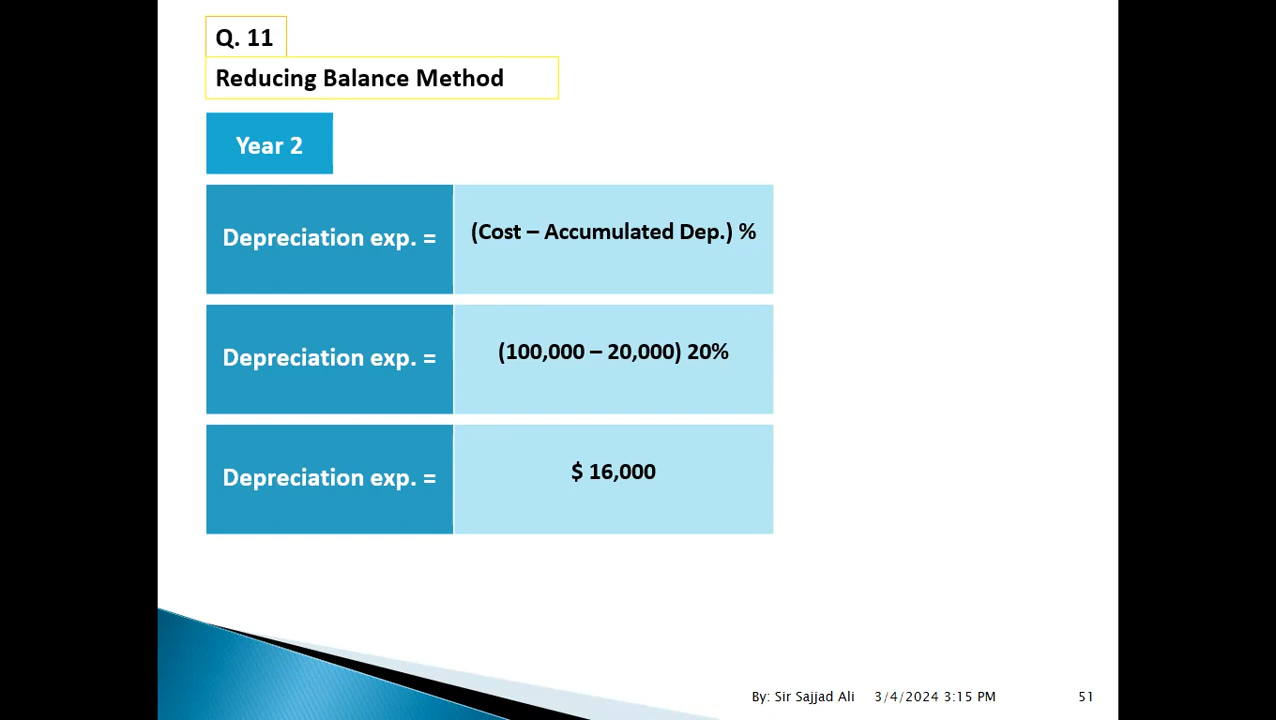 Q. 11
Reducing Balance Method
Year 2
Depreciation exp. = (Cost – Accumulated Dep.) %
Depreciation exp. = (100,000 – 20,000) 20%
Depreciation exp. = $ 16,000
By: Sir Sajjad Ali 3/4/2024 3:15 PM 51